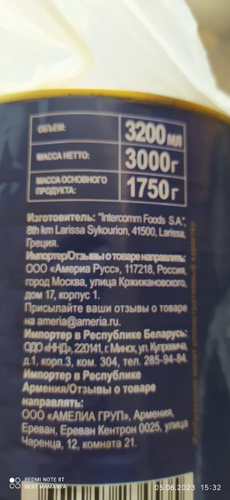 ОБЪЕМ: 3200 мл
МАССА НЕТТО: 3000г
МАССА ОСНОВНОГО ПРОДУКТА: 1750г
Изготовитель: "Intercomm Foods S.A.",
8th km Larissa Sykourion, 41500, Larissa,
Греция.
Импортер/Отзывы о товаре направлять:
ООО «Америа Русс», 117218, Россия,
город Москва, улица Кржижановского,
дом 17, корпус 1.
Присылайте ваши отзывы о товаре
на ameria@ameria.ru.
Импортер в Республике Беларусь:
ОДО «ННД», 220141, г. Минск, ул. Купревича,
д.1, корп.3, ком. 304, тел. 285-94-84.
Импортер в Республике
Армения/Отзывы о товаре
направлять:
ООО «АМЕЛИА ГРУП», Армения,
Ереван, Ереван Кентрон 0025, улица
Чаренца, 12, комната 21.
REDMI NOTE 8T
05.06.2023 15:32